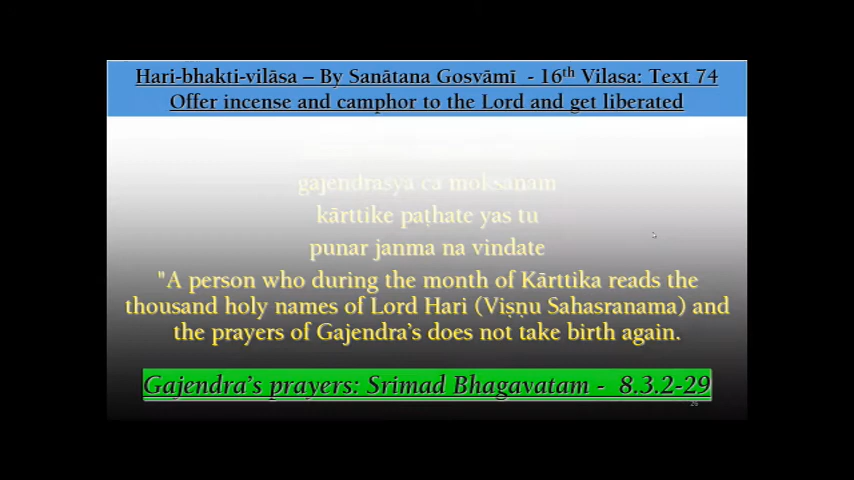 Hari-bhakti-vilāsa – By Sanātana Gosvāmī - 16th Vilasa: Text 74
Offer incense and camphor to the Lord and get liberated
gajendrasya ca moksanam
kārttike paṭhate yas tu
punar janma na vindate
"A person who during the month of Kārttika reads the
thousand holy names of Lord Hari (Viṣṇu Sahasranama) and
the prayers of Gajendra's does not take birth again.
Gajendra's prayers: Srimad Bhagavatam - 8.3.2-29
26